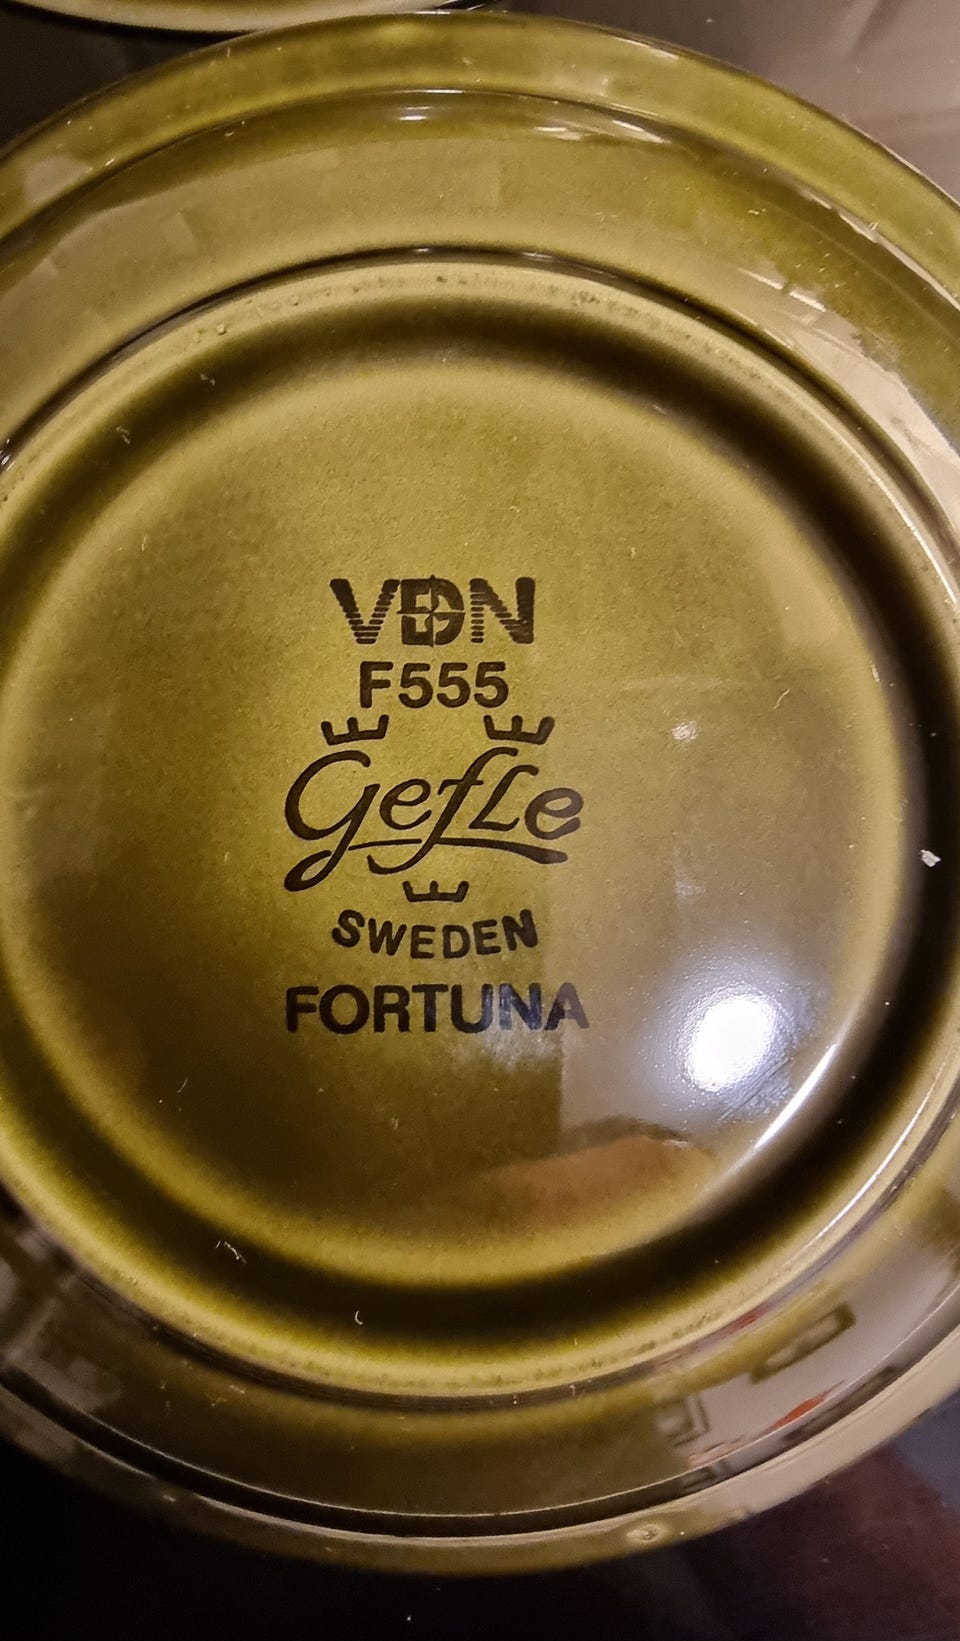 VDN
F555
Gefle
SWEDEN
FORTUNA